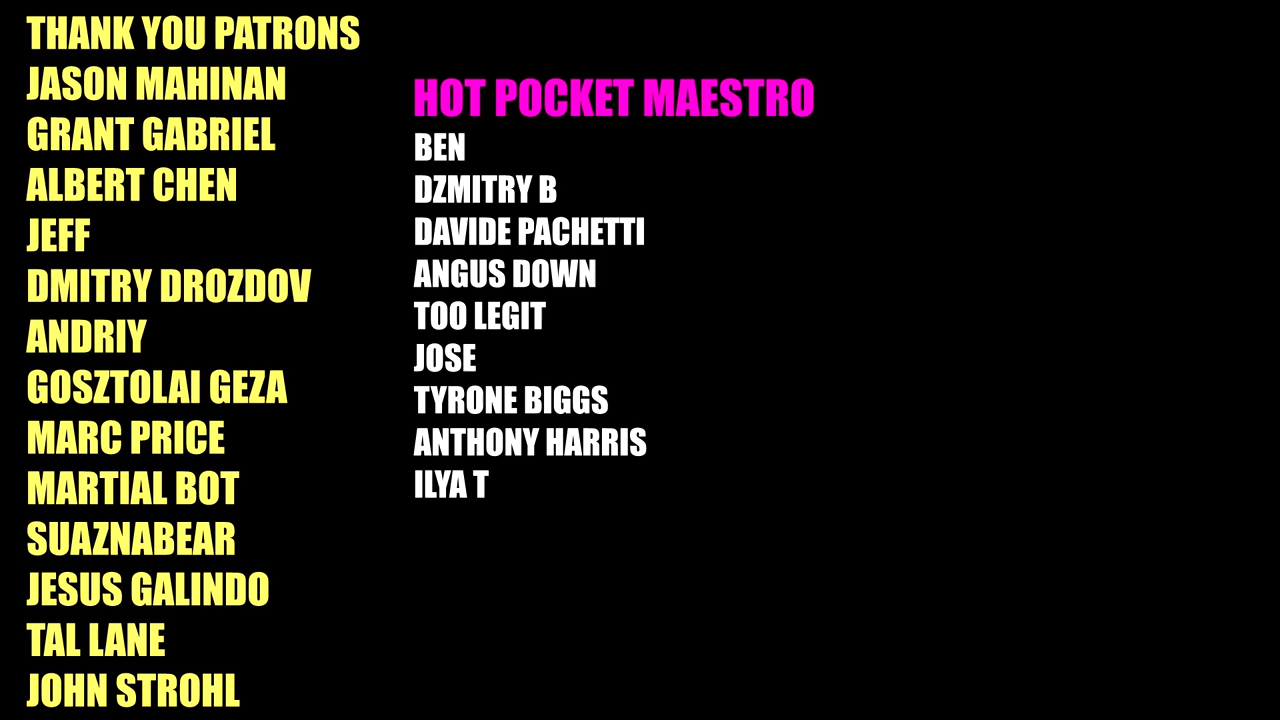 THANK YOU PATRONS
JASON MAHINAN
GRANT GABRIEL
ALBERT CHEN
JEFF
DMITRY DROZDOV
ANDRIY
GOSZTOLAI GEZA
MARC PRICE
MARTIAL BOT
SUAZNABEAR
JESUS GALINDO
TAL LANE
JOHN STROHL
HOT POCKET MAESTRO
BEN
DZMITRY B
DAVIDE PACHETTI
ANGUS DOWN
TOO LEGIT
JOSE
TYRONE BIGGS
ANTHONY HARRIS
ILYA T